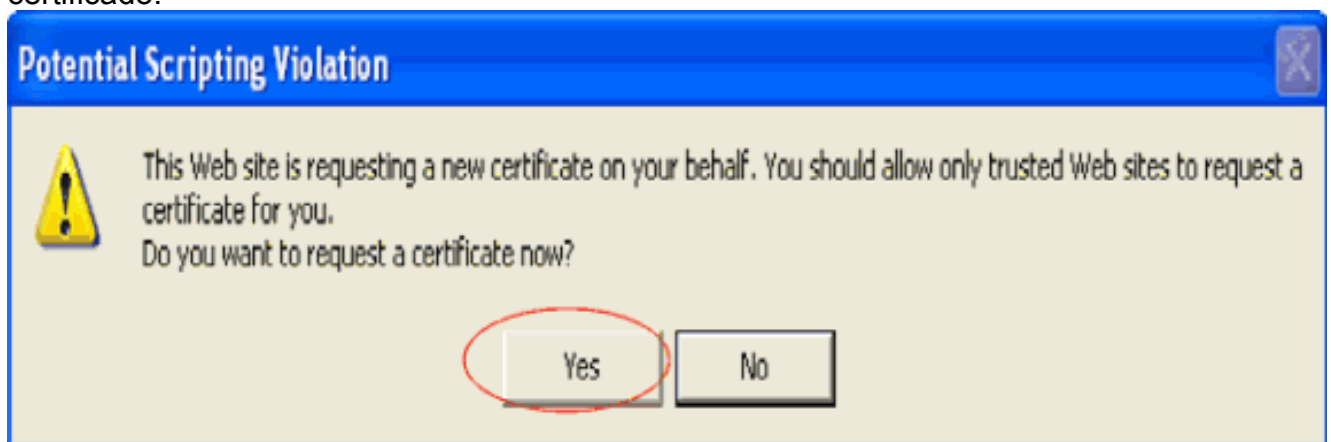 certificado.
Potential Scripting Violation
This Web site is requesting a new certificate on your behalf. You should allow only trusted Web sites to request a
certificate for you.
Do you want to request a certificate now?
Yes No